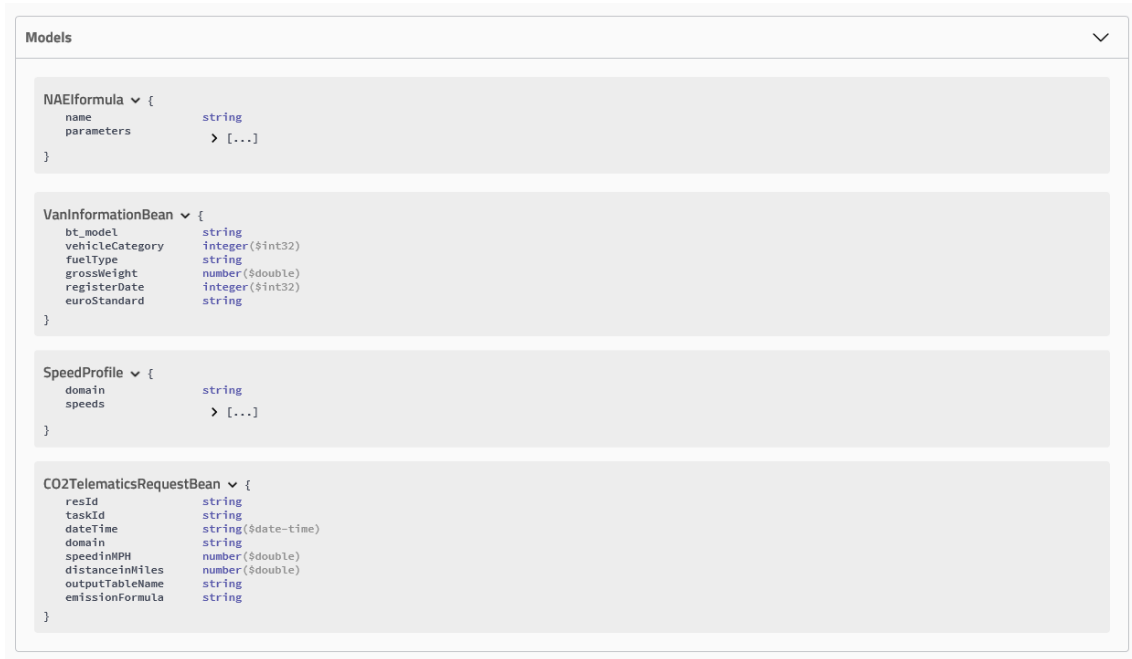 Models
NAEIformula {
name string
parameters
[...]
}
VanInformationBean {
bt_model string
vehicleCategory integer($int32)
fuelType string
grossWeight number($double)
registerDate integer($int32)
euroStandard string
}
SpeedProfile {
domain string
speeds
[...]
}
CO2TelematicsRequestBean {
resId string
taskId string
dateTime string($date-time)
domain string
speedinMPH number($double)
distanceinMiles number($double)
outputTableName string
emissionFormula string
}